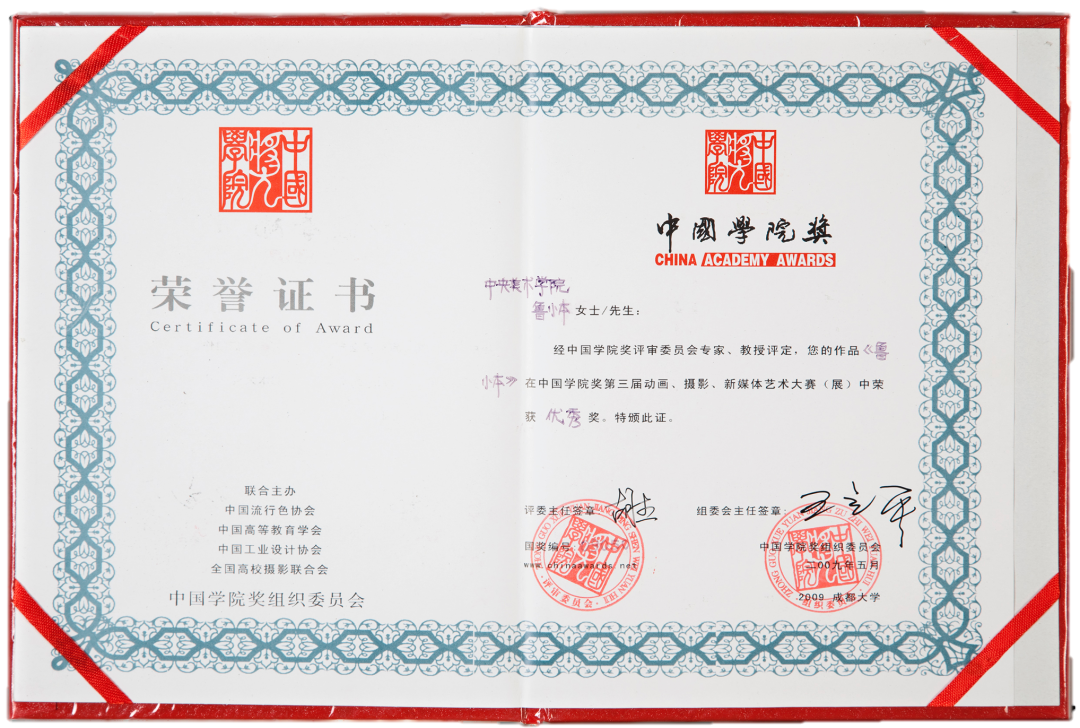 中國學院獎
荣誉证书
Certificate of Award
联合主办
中国流行色协会
中国高等教育学会
中国工业设计协会
全国高校摄影联合会
中国学院奖组织委员会
中國學院獎
中國學院獎
CHINA ACADEMY AWARDS
中央美术学院
鲁小本 女士/先生：
经中国学院奖评审委员会专家、教授评定，您的作品《鲁
小本》在中国学院奖第三届动画、摄影、新媒体艺术大赛（展）中荣
获 优秀 奖。特颁此证。
评委主任签章
组委会主任签章：
国奖编号
中国学院奖组织委员会
www.chinaawards.net
二00九年五月
2009 成都大学